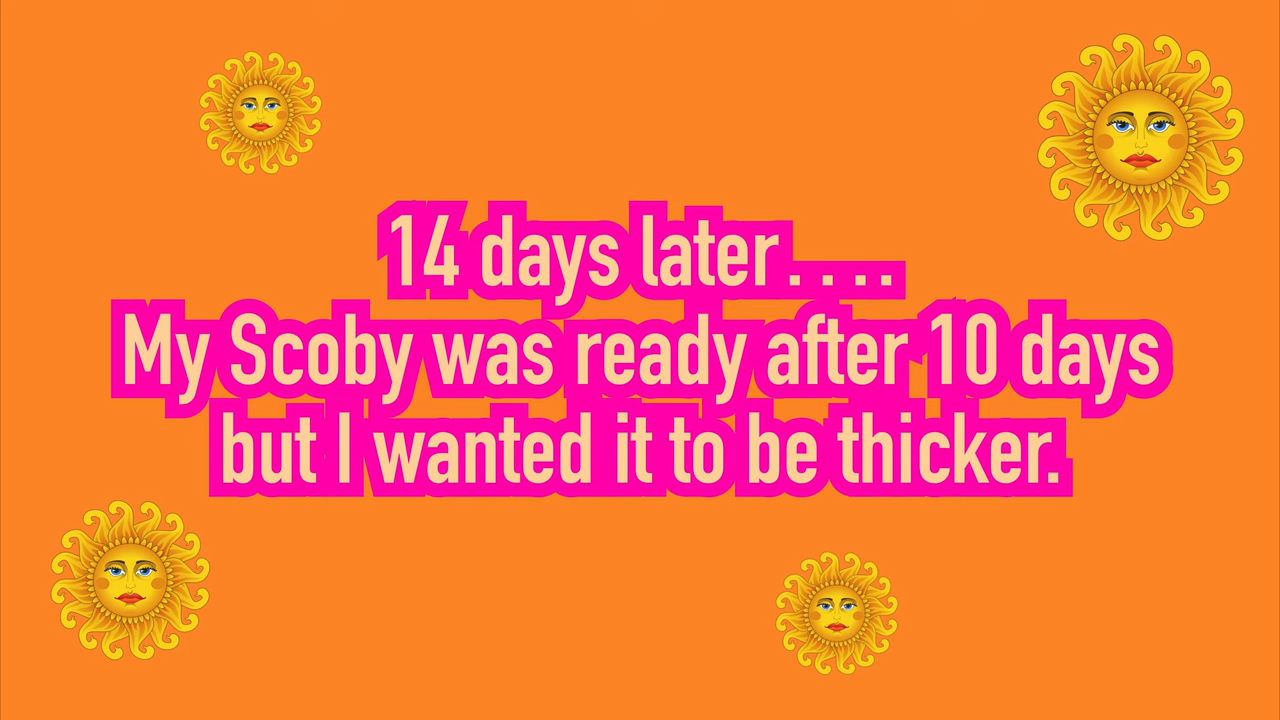 14 days later....
My Scoby was ready after 10 days
but I wanted it to be thicker.